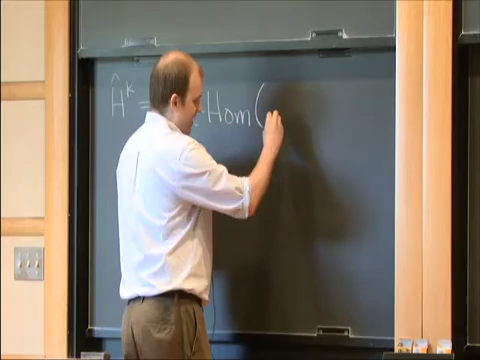 Ĥ^k = Hom(